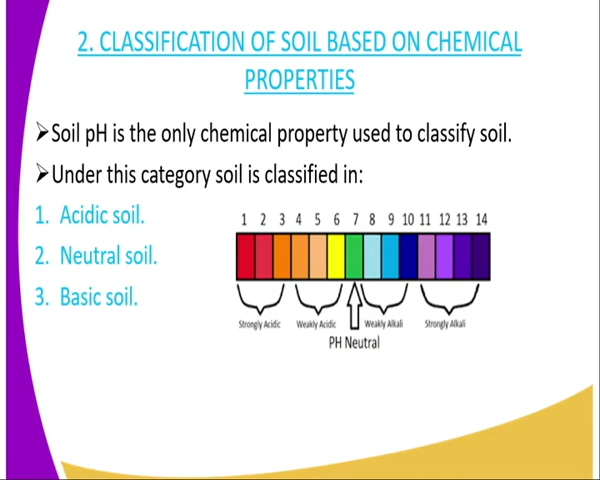 2. CLASSIFICATION OF SOIL BASED ON CHEMICAL
PROPERTIES
➢Soil pH is the only chemical property used to classify soil.
➢Under this category soil is classified in:
1. Acidic soil.
2. Neutral soil.
3. Basic soil.
1 2 3 4 5 6 7 8 9 10 11 12 13 14
Strongly Acidic Weakly Acidic Weakly Alkali Strongly Alkali
PH Neutral